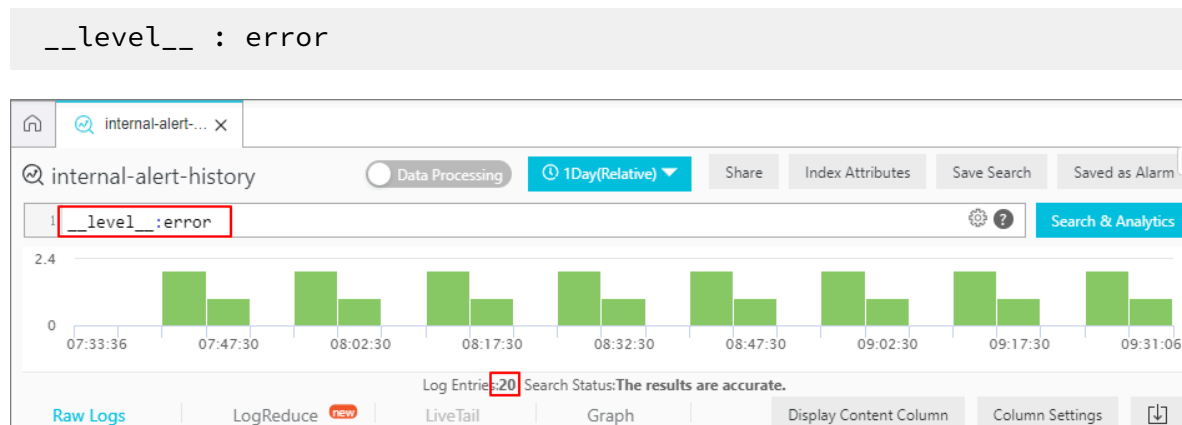 __level__ : error
internal-alert-... ×
internal-alert-history Data Processing 1Day(Relative) Share Index Attributes Save Search Saved as Alarm
1 __level__:error ? Search & Analytics
2.4
0
07:33:36 07:47:30 08:02:30 08:17:30 08:32:30 08:47:30 09:02:30 09:17:30 09:31:06
Log Entries:20 Search Status:The results are accurate.
Raw Logs LogReduce new LiveTail Graph Display Content Column Column Settings